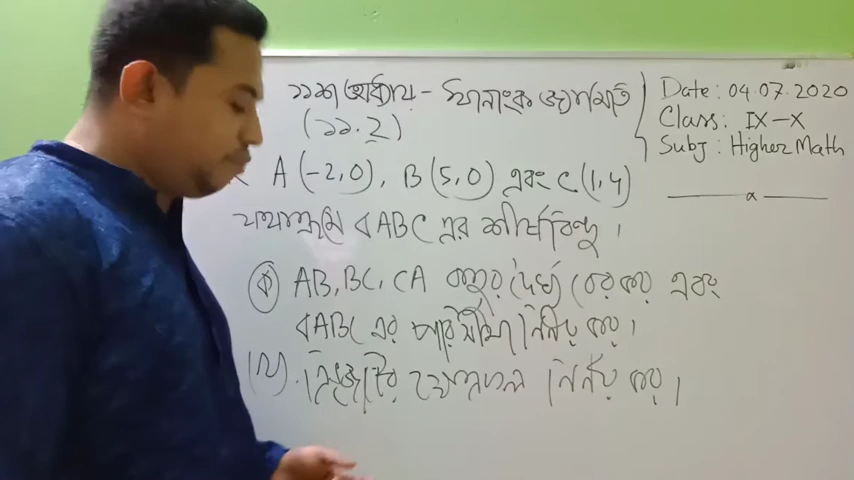 ১১শ অধ্যায় - স্থানাংক জ্যামিতি
(১১.২)
Date: 04.07.2020
Class: IX-X
Subj: Higher Math
A(-2,0), B(5,0) এবং C(1,4)
যথাক্রমে ∆ABC এর শীর্ষবিন্দু।
(ক) AB, BC, CA বাহুর দৈর্ঘ্য বের কর এবং
∆ABC এর পরিসীমা নির্ণয় কর।
(খ). ত্রিভুজটির ক্ষেত্রফল নির্ণয় কর।